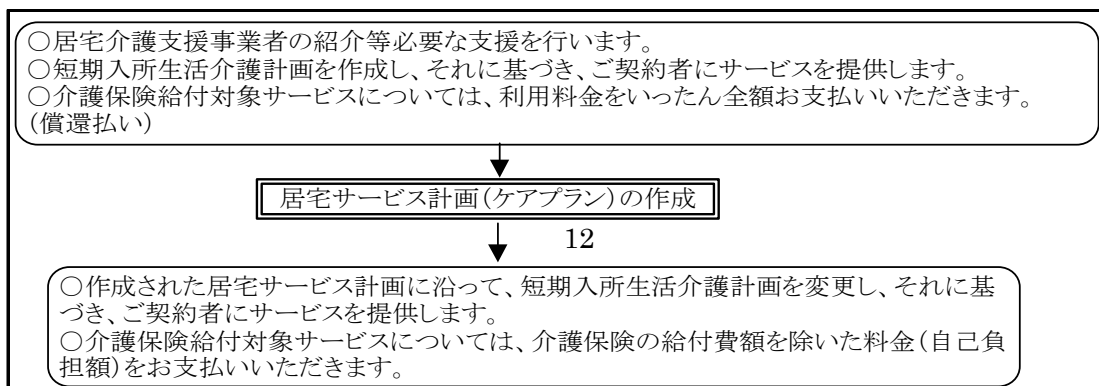 〇居宅介護支援事業者の紹介等必要な支援を行います。
〇短期入所生活介護計画を作成し、それに基づき、ご契約者にサービスを提供します。
〇介護保険給付対象サービスについては、利用料金をいったん全額お支払いいただきます。
(償還払い)
居宅サービス計画(ケアプラン)の作成
12
〇作成された居宅サービス計画に沿って、短期入所生活介護計画を変更し、それに基
づき、ご契約者にサービスを提供します。
〇介護保険給付対象サービスについては、介護保険の給付費額を除いた料金(自己負
担額)をお支払いいただきます。